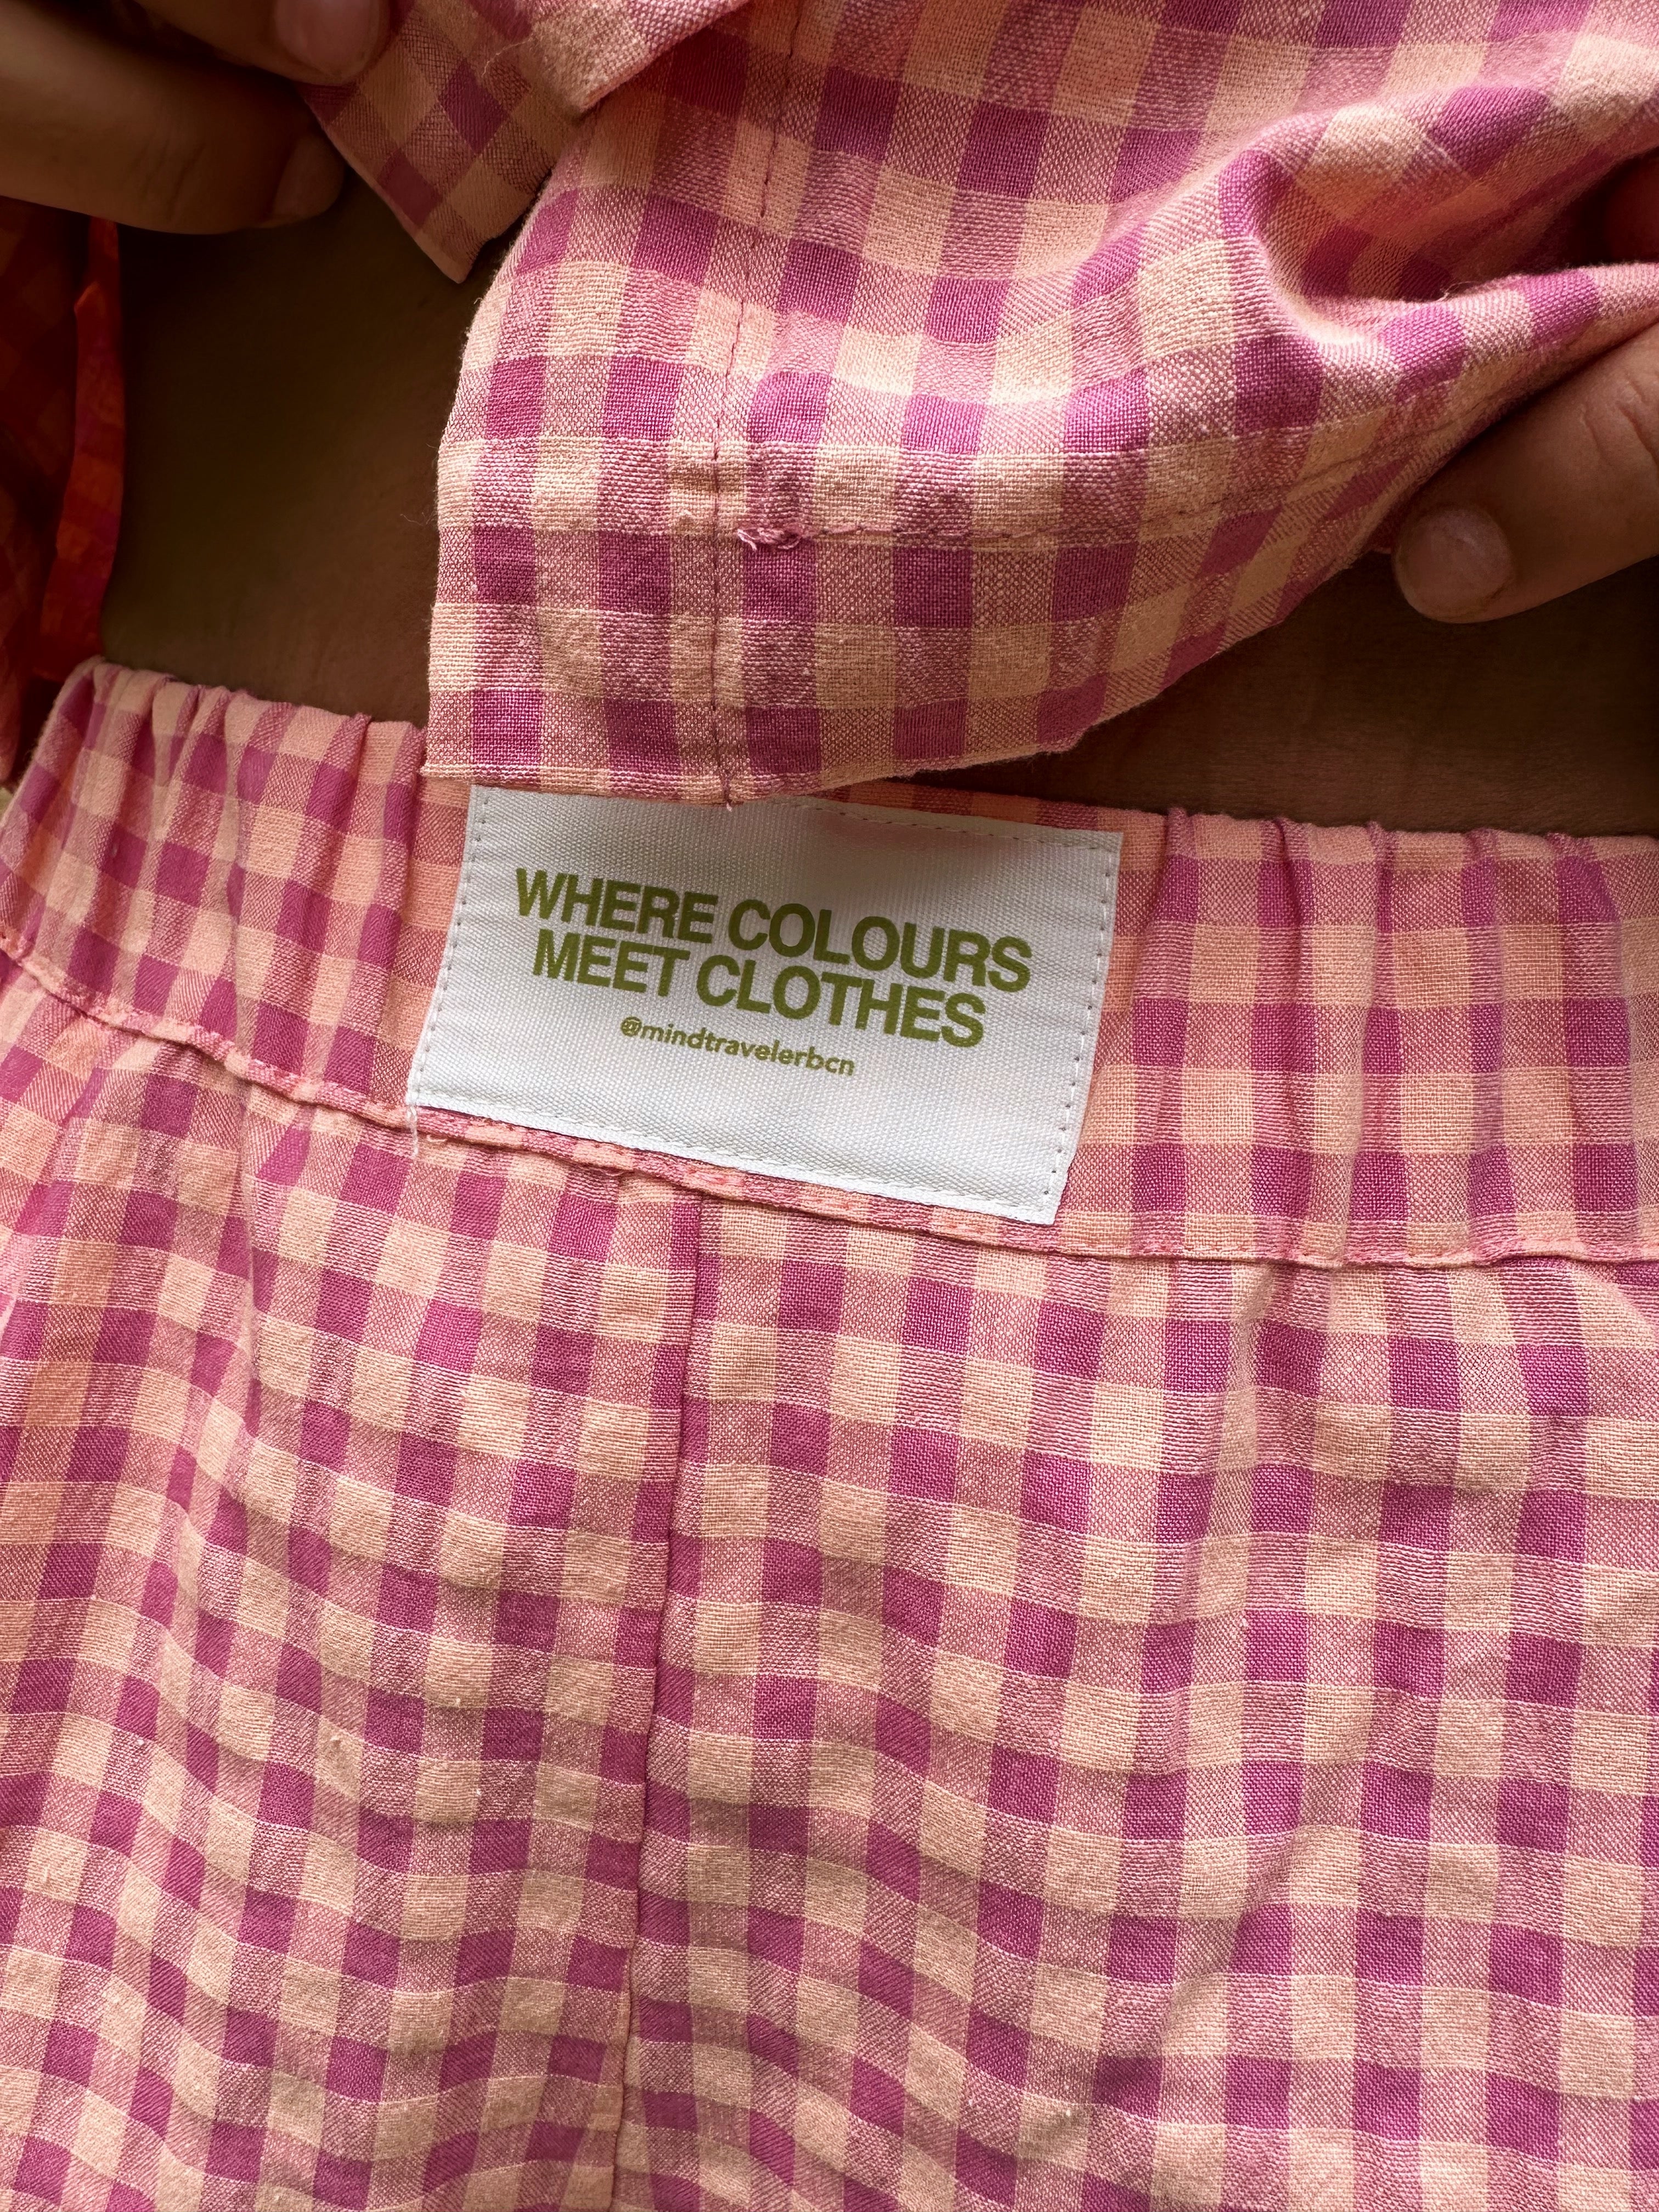 WHERE COLOURS
MEET CLOTHES
@mindtravelerbcn